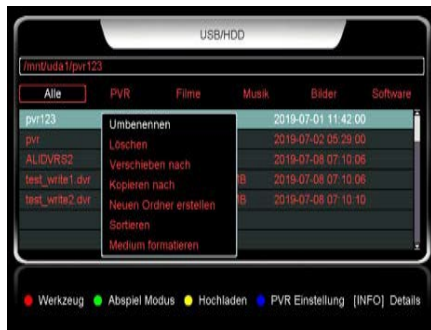 USB/HDD
/mnt/uda1/pvr123
Alle PVR Filme Musik Bilder Software
pvr123 2019-07-01 11:42:00
pvr 2019-07-02 05:29:00
ALIDVRS2 2019-07-08 07:10:06
test_write1.dvr MB 2019-07-08 07:10:06
test_write2.dvr MB 2019-07-08 07:10:10
Umbenennen
Löschen
Verschieben nach
Kopieren nach
Neuen Ordner erstellen
Sortieren
Medium formatieren
Werkzeug Abspiel Modus Hochladen PVR Einstellung [INFO] Details